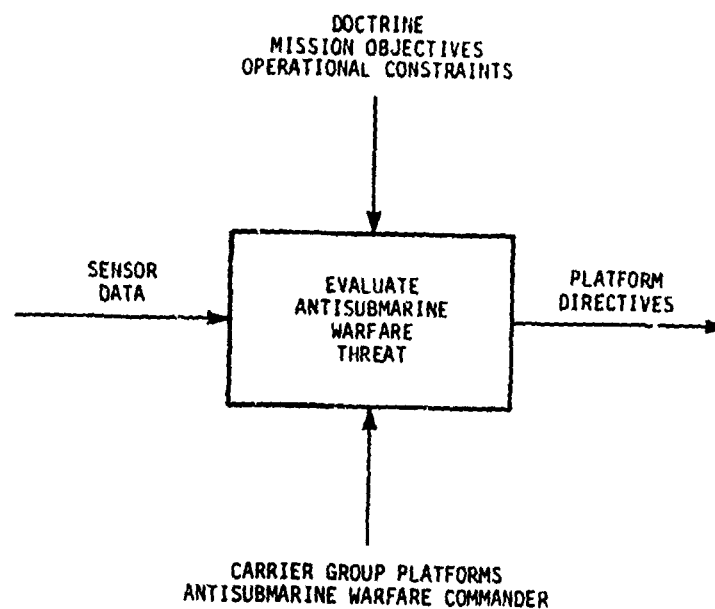 DOCTRINE
MISSION OBJECTIVES
OPERATIONAL CONSTRAINTS
SENSOR
DATA
EVALUATE
ANTISUBMARINE
WARFARE
THREAT
PLATFORM
DIRECTIVES
CARRIER GROUP PLATFORMS
ANTISUBMARINE WARFARE COMMANDER